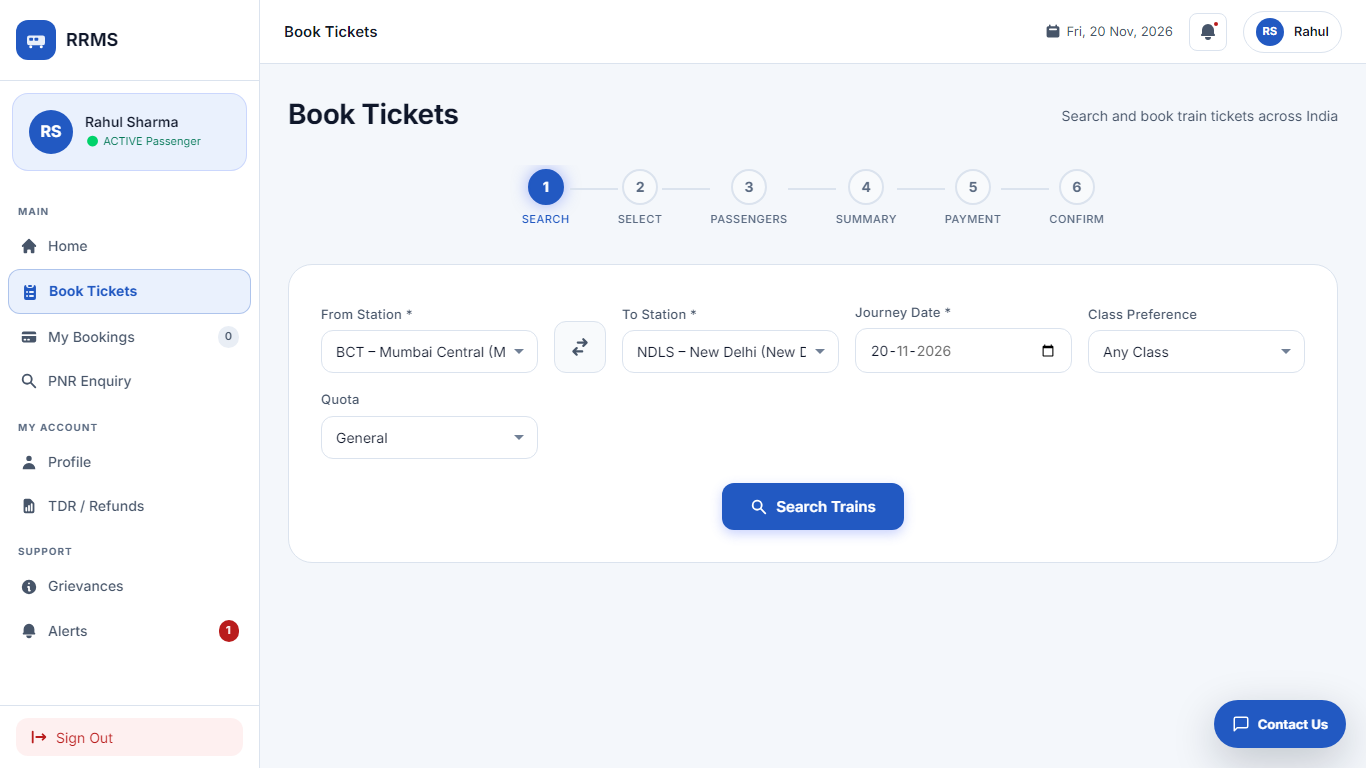 RRMS
Book Tickets
Fri, 20 Nov, 2026
RS
Rahul
RS
Rahul Sharma
ACTIVE Passenger
MAIN
Home
Book Tickets
My Bookings
0
PNR Enquiry
MY ACCOUNT
Profile
TDR / Refunds
SUPPORT
Grievances
Alerts
1
Sign Out
Book Tickets
Search and book train tickets across India
1
SEARCH
2
SELECT
3
PASSENGERS
4
SUMMARY
5
PAYMENT
6
CONFIRM
From Station *
BCT – Mumbai Central (M
To Station *
NDLS – New Delhi (New D
Journey Date *
20-11-2026
Class Preference
Any Class
Quota
General
Search Trains
Contact Us